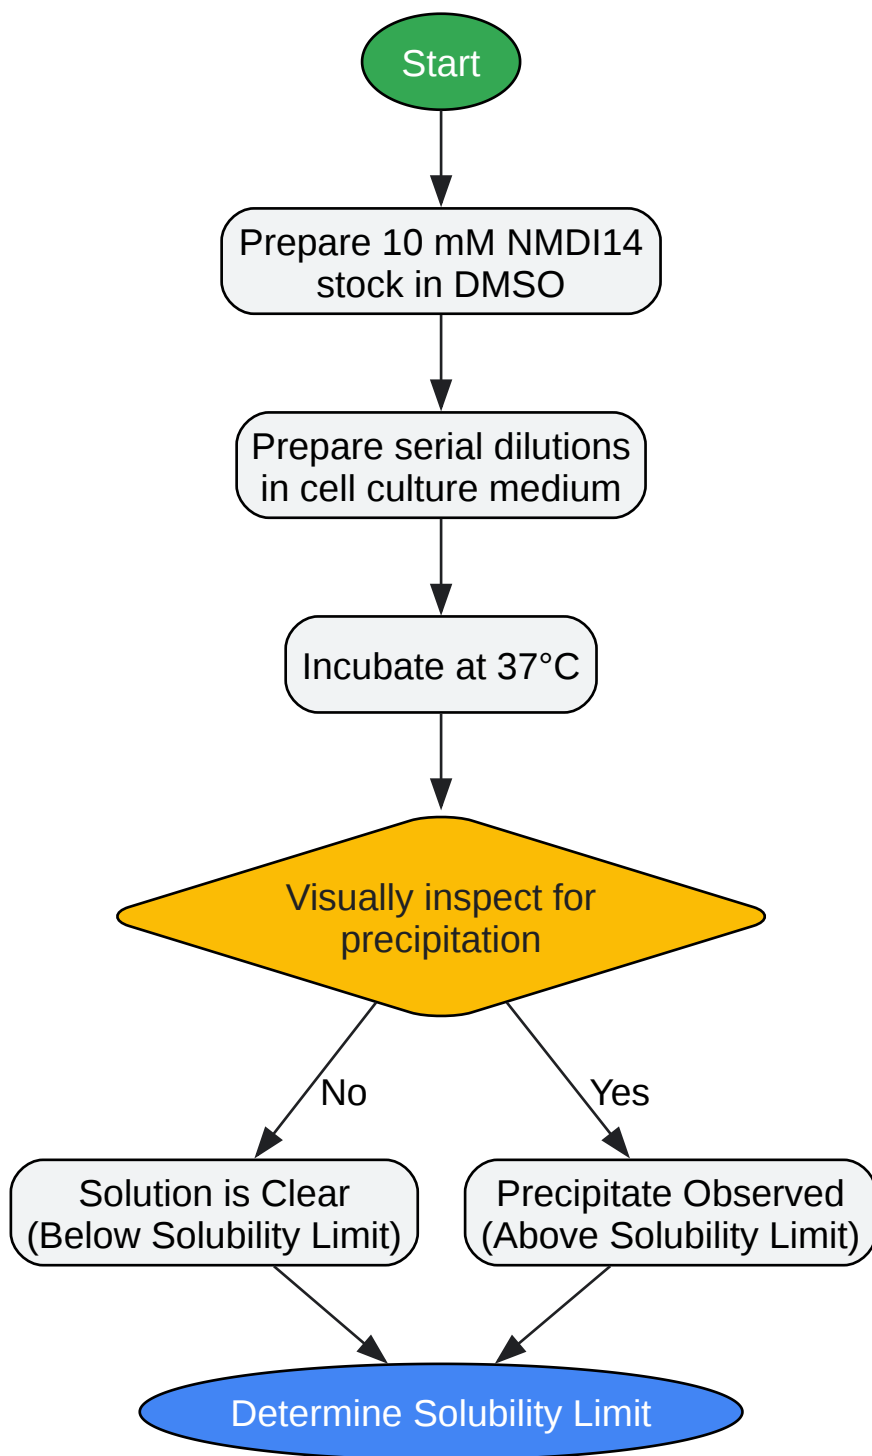 Start
Prepare 10 mM NMDI14
stock in DMSO
Prepare serial dilutions
in cell culture medium
Incubate at 37°C
Visually inspect for
precipitation
No
Yes
Solution is Clear
(Below Solubility Limit)
Precipitate Observed
(Above Solubility Limit)
Determine Solubility Limit